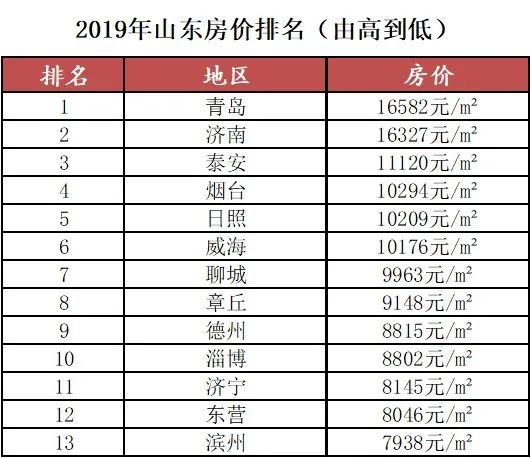 2019年山东房价排名（由高到低）
排名 地区 房价
1 青岛 16582元/m²
2 济南 16327元/m²
3 泰安 11120元/m²
4 烟台 10294元/m²
5 日照 10209元/m²
6 威海 10176元/m²
7 聊城 9963元/m²
8 章丘 9148元/m²
9 德州 8815元/m²
10 淄博 8802元/m²
11 济宁 8145元/m²
12 东营 8046元/m²
13 滨州 7938元/m²